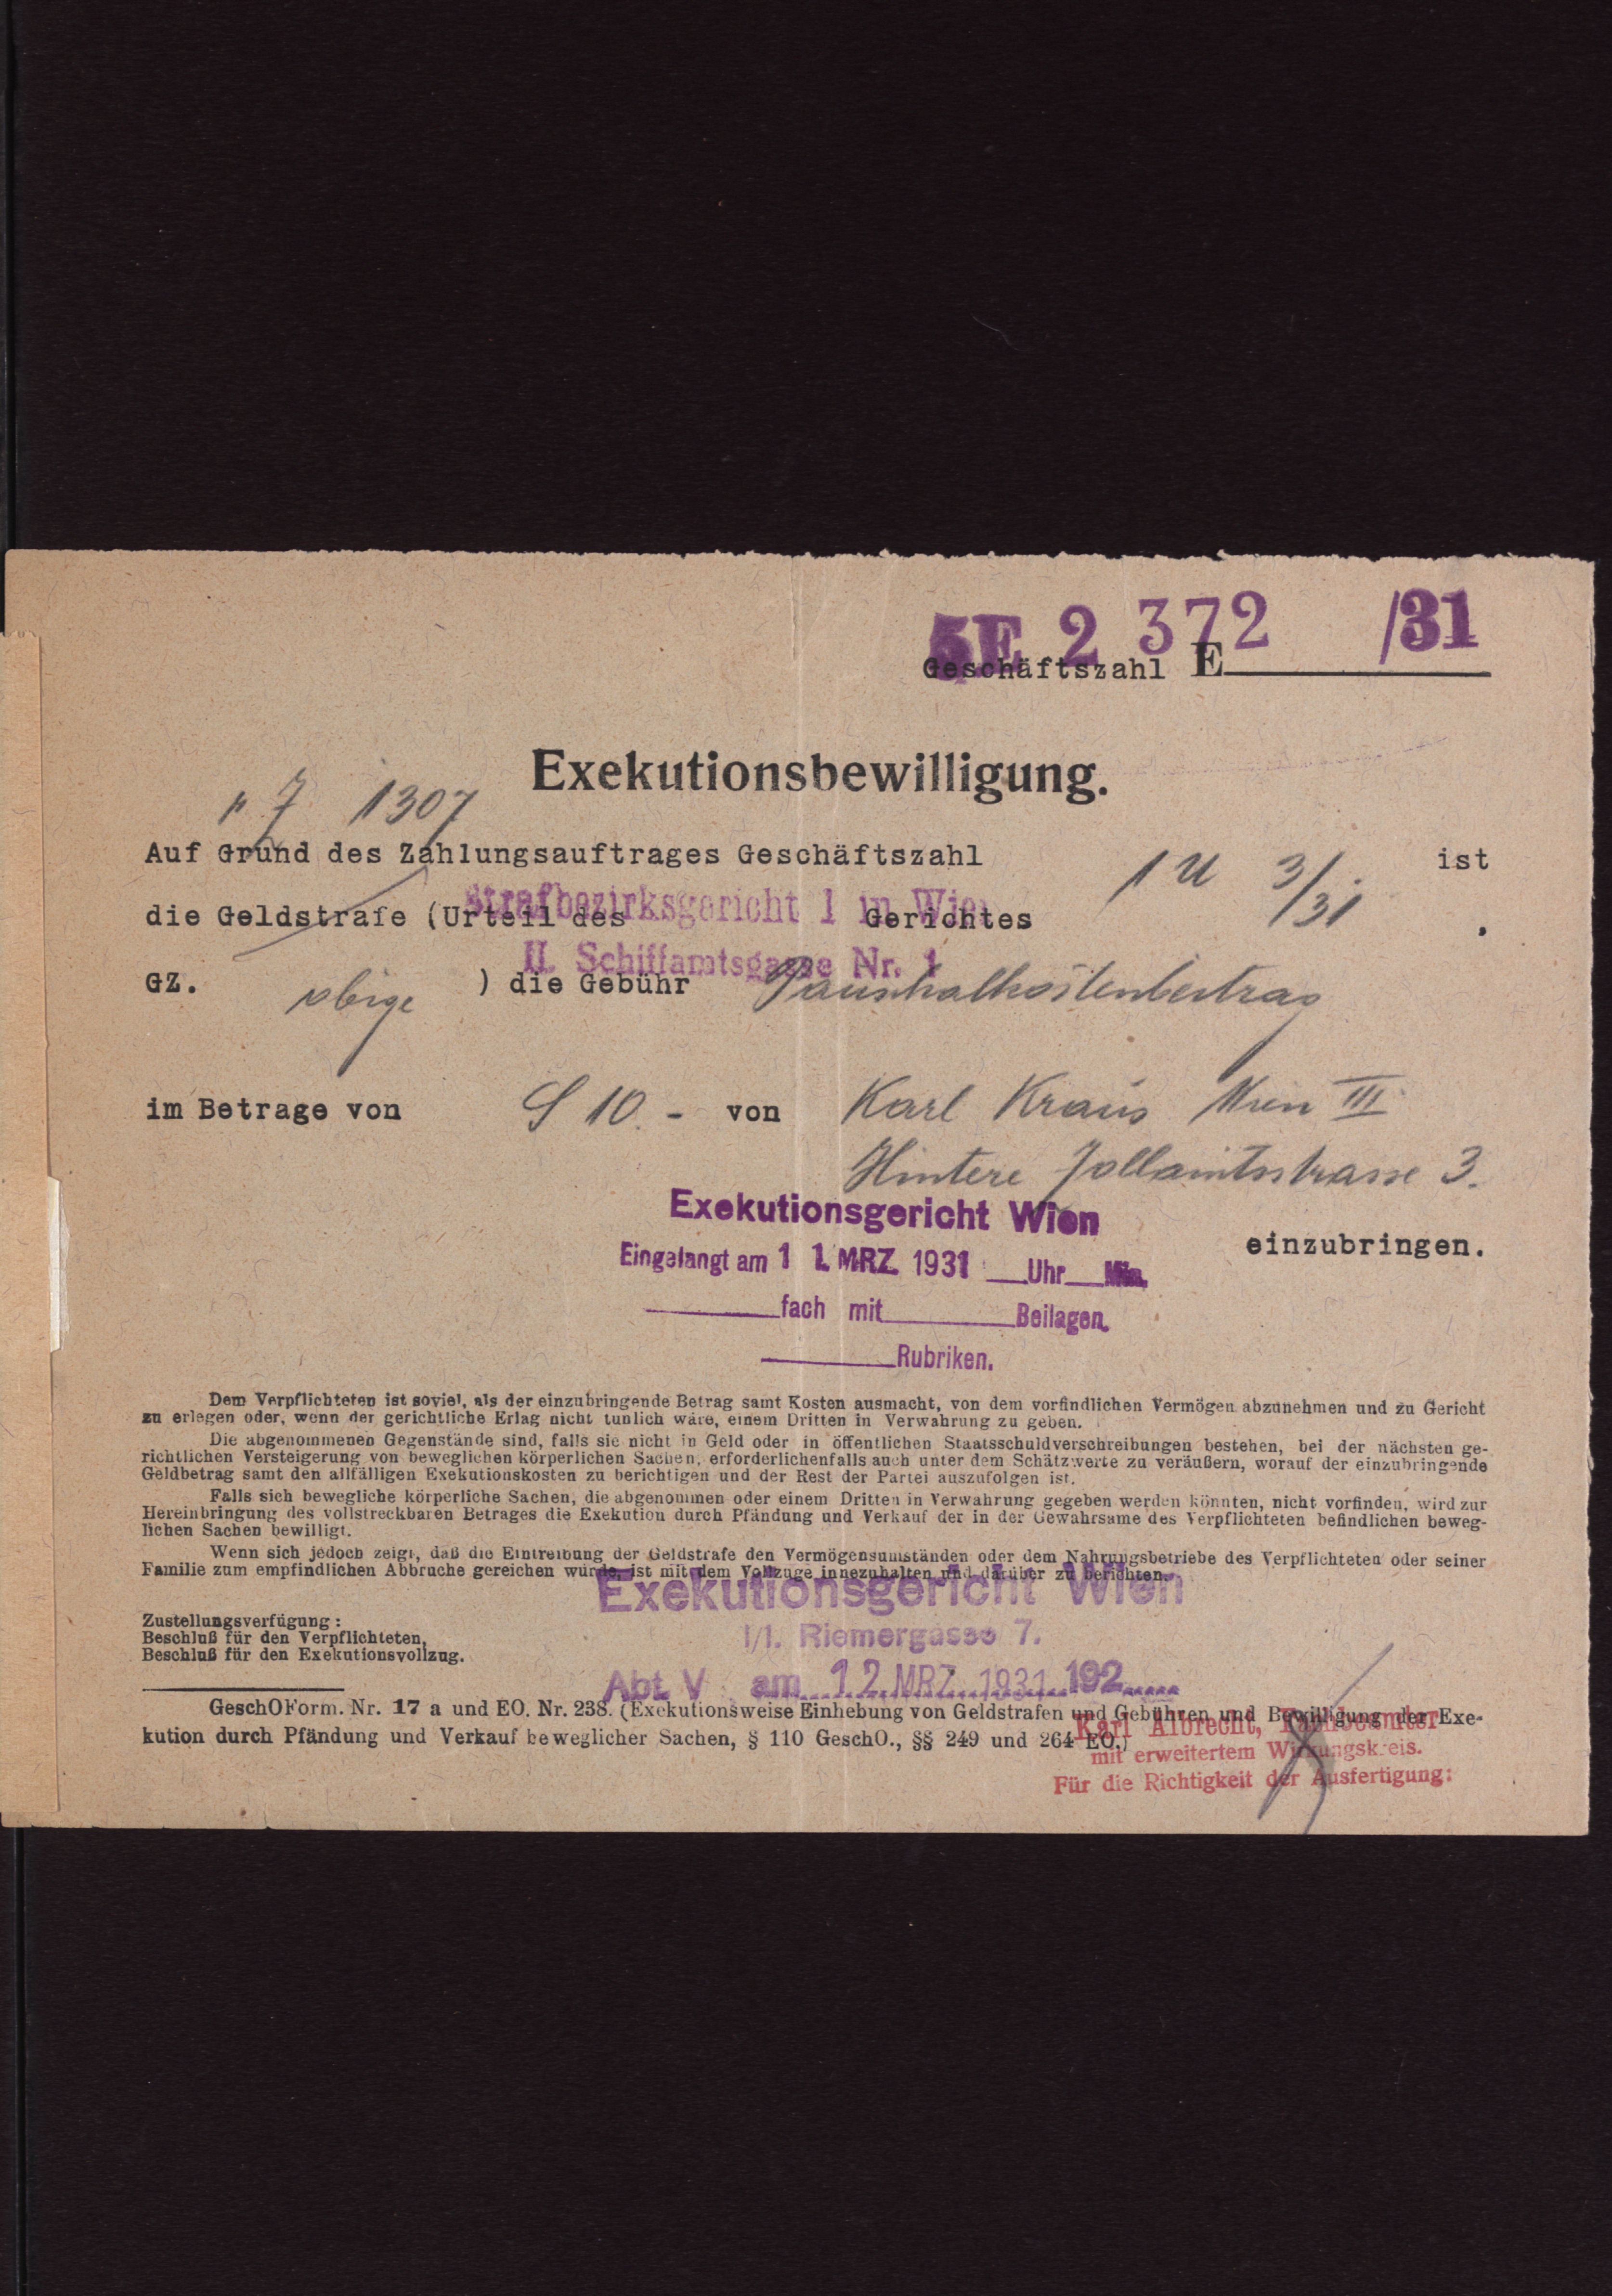 5E 2 372 /31
Geschäftszahl E
Exekutionsbewilligung.
7 1307
Auf Grund des Zahlungsauftrages Geschäftszahl 1 U 3/31 ist
Strafbezirksgericht I in Wien
die Geldstrafe (Urteil des Gerichtes .
II. Schiffamtsgasse Nr. 1
GZ. obige ) die Gebühr Pauschalkostenbeitrag
im Betrage von S 10.- von Karl Kraus Wien III
Hintere Zollamtsstrasse 3.
Exekutionsgericht Wien
einzubringen.
Eingelangt am 1 1. MRZ. 1931 Uhr Min.
fach mit Beilagen.
Rubriken.
Dem Verpflichteten ist soviel, als der einzubringende Betrag samt Kosten ausmacht, von dem vorfindlichen Vermögen abzunehmen und zu Gericht
zu erlegen oder, wenn der gerichtliche Erlag nicht tunlich wäre, einem Dritten in Verwahrung zu geben.
Die abgenommenen Gegenstände sind, falls sie nicht in Geld oder in öffentlichen Staatsschuldverschreibungen bestehen, bei der nächsten ge-
richtlichen Versteigerung von beweglichen körperlichen Sachen, erforderlichenfalls auch unter dem Schätzwerte zu veräußern, worauf der einzubringende
Geldbetrag samt den allfälligen Exekutionskosten zu berichtigen und der Rest der Partei auszufolgen ist.
Falls sich bewegliche körperliche Sachen, die abgenommen oder einem Dritten in Verwahrung gegeben werden könnten, nicht vorfinden, wird zur
Hereinbringung des vollstreckbaren Betrages die Exekution durch Pfändung und Verkauf der in der Gewahrsame des Verpflichteten befindlichen beweg-
lichen Sachen bewilligt.
Wenn sich jedoch zeigt, daß die Eintreibung der Geldstrafe den Vermögensumständen oder dem Nahrungsbetriebe des Verpflichteten oder seiner
Familie zum empfindlichen Abbruche gereichen würde, ist mit dem Vollzuge innezuhalten und darüber zu berichten.
Exekutionsgericht Wien
Zustellungsverfügung :
Beschluß für den Verpflichteten,
I/1. Riemergasse 7.
Beschluß für den Exekutionsvollzug.
Abt. V am 12. MRZ. 1931 192
GeschOForm. Nr. 17 a und EO. Nr. 238. (Exekutionsweise Einhebung von Geldstrafen und Gebühren und Bewilligung der Exe-
kution durch Pfändung und Verkauf beweglicher Sachen, § 110 GeschO., §§ 249 und 264 EO.)
Karl Albrecht,
mit erweitertem Wirkungskreis.
Für die Richtigkeit der Ausfertigung: